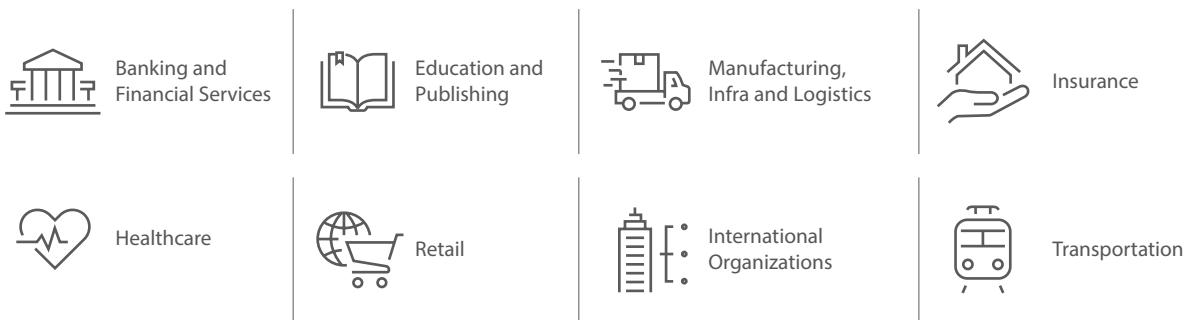 Banking and
Financial Services
Education and
Publishing
Manufacturing,
Infra and Logistics
Insurance
Healthcare
Retail
International
Organizations
Transportation